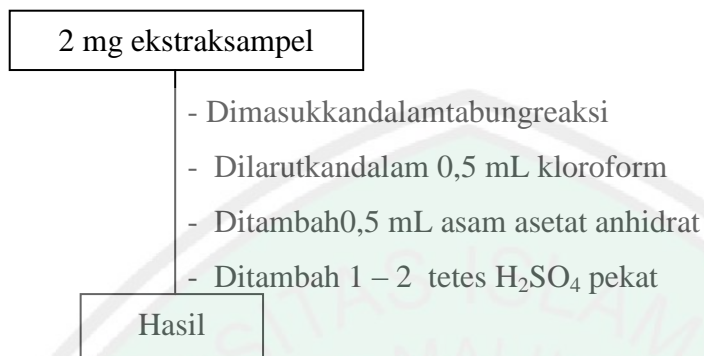 2 mg ekstraksampel
- Dimasukkandalamtabungreaksi
- Dilarutkandalam 0,5 mL kloroform
- Ditambah0,5 mL asam asetat anhidrat
- Ditambah 1 – 2 tetes H₂SO₄ pekat
Hasil